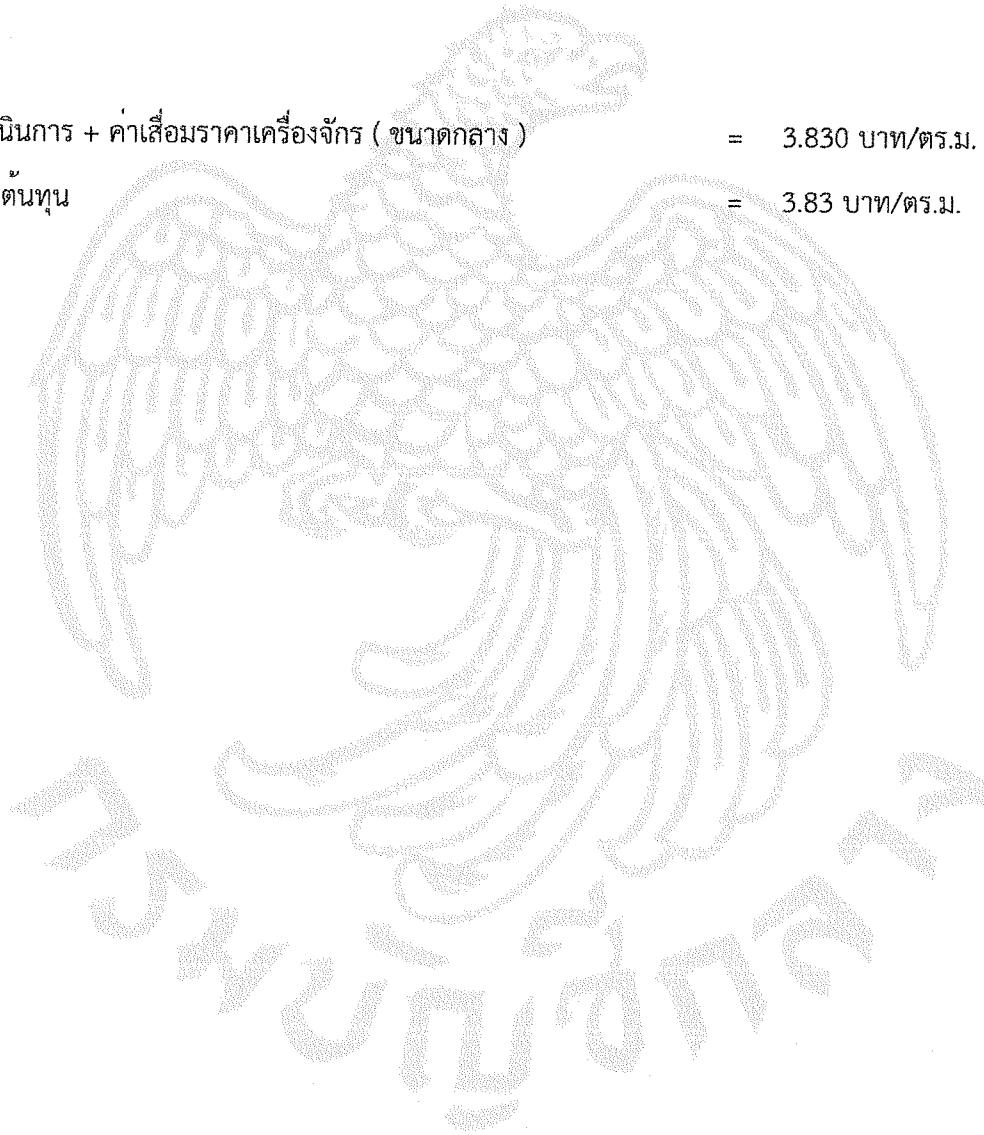 นินการ + ค่าเสื่อมราคาเครื่องจักร ( ขนาดกลาง ) = 3.830 บาท/ตร.ม.
ต้นทุน = 3.83 บาท/ตร.ม.
กรมบัญชีกลาง